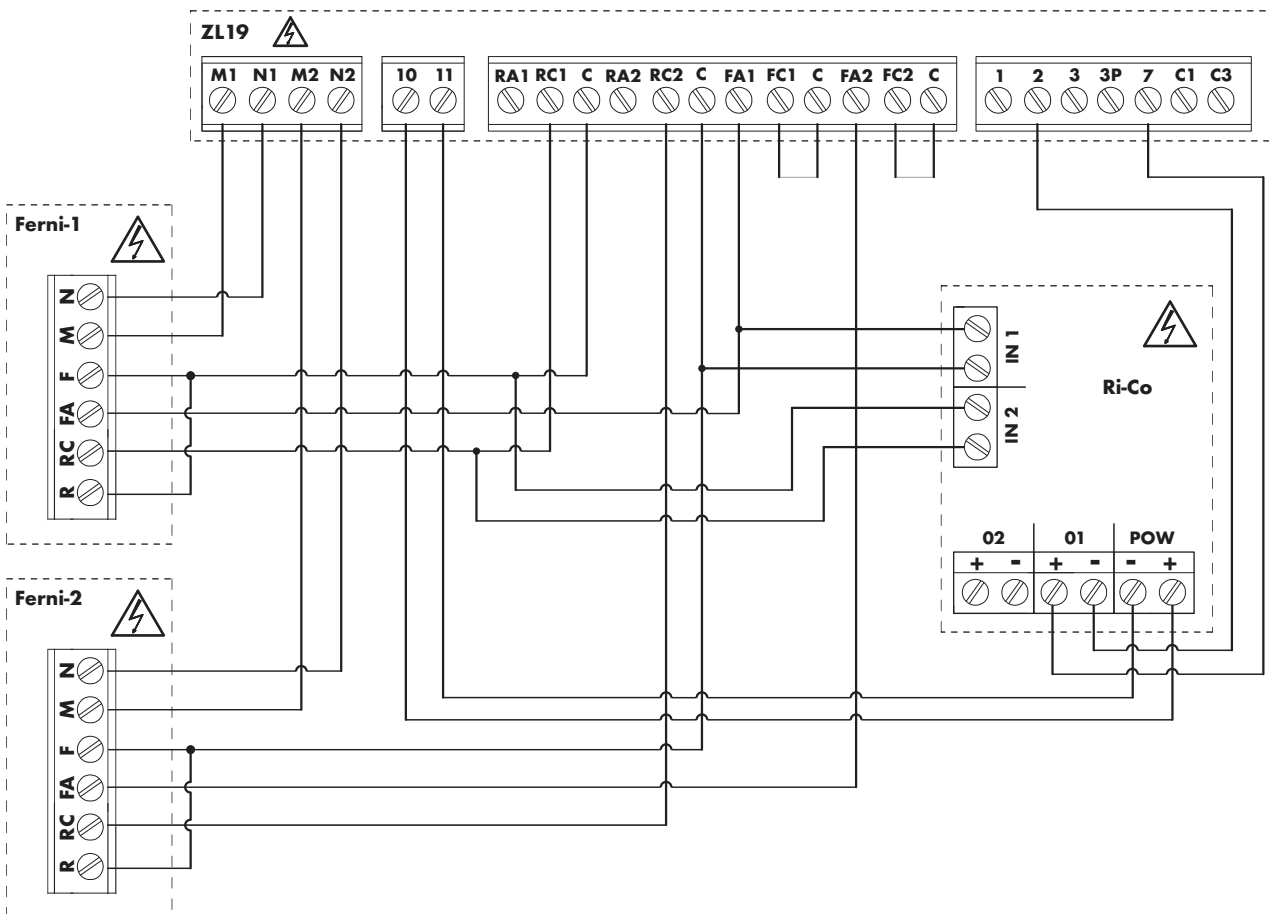 ZL19
M1 N1 M2 N2
10 11
RA1 RC1 C RA2 RC2 C FA1 FC1 C FA2 FC2 C
1 2 3 3P 7 C1 C3
Ferni-1
N
M
F
FA
RC
R
IN 1
IN 2
Ri-Co
02 01 POW
+ - + - - +
Ferni-2
N
M
F
FA
RC
R